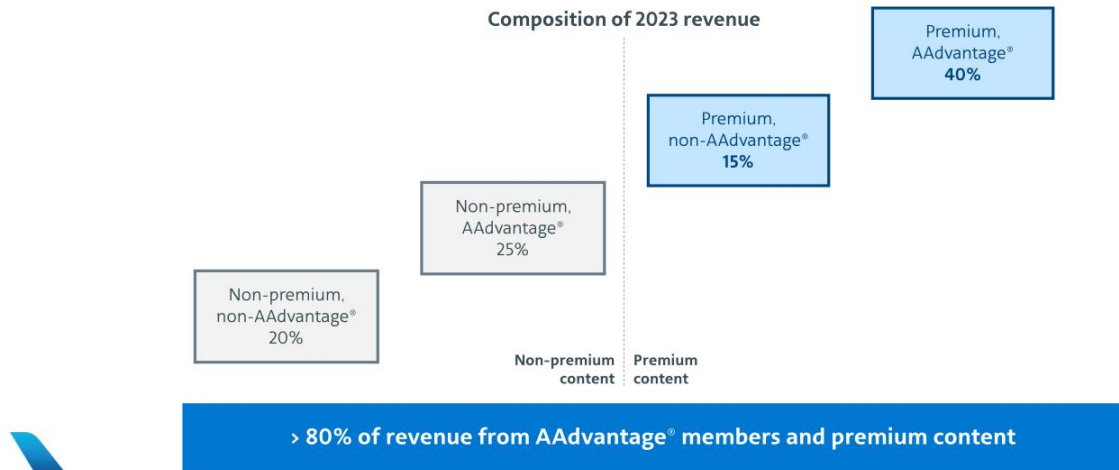 Composition of 2023 revenue
Premium,
AAdvantage®
40%
Premium,
non-AAdvantage®
15%
Non-premium,
AAdvantage®
25%
Non-premium,
non-AAdvantage®
20%
Non-premium
content
Premium
content
> 80% of revenue from AAdvantage® members and premium content